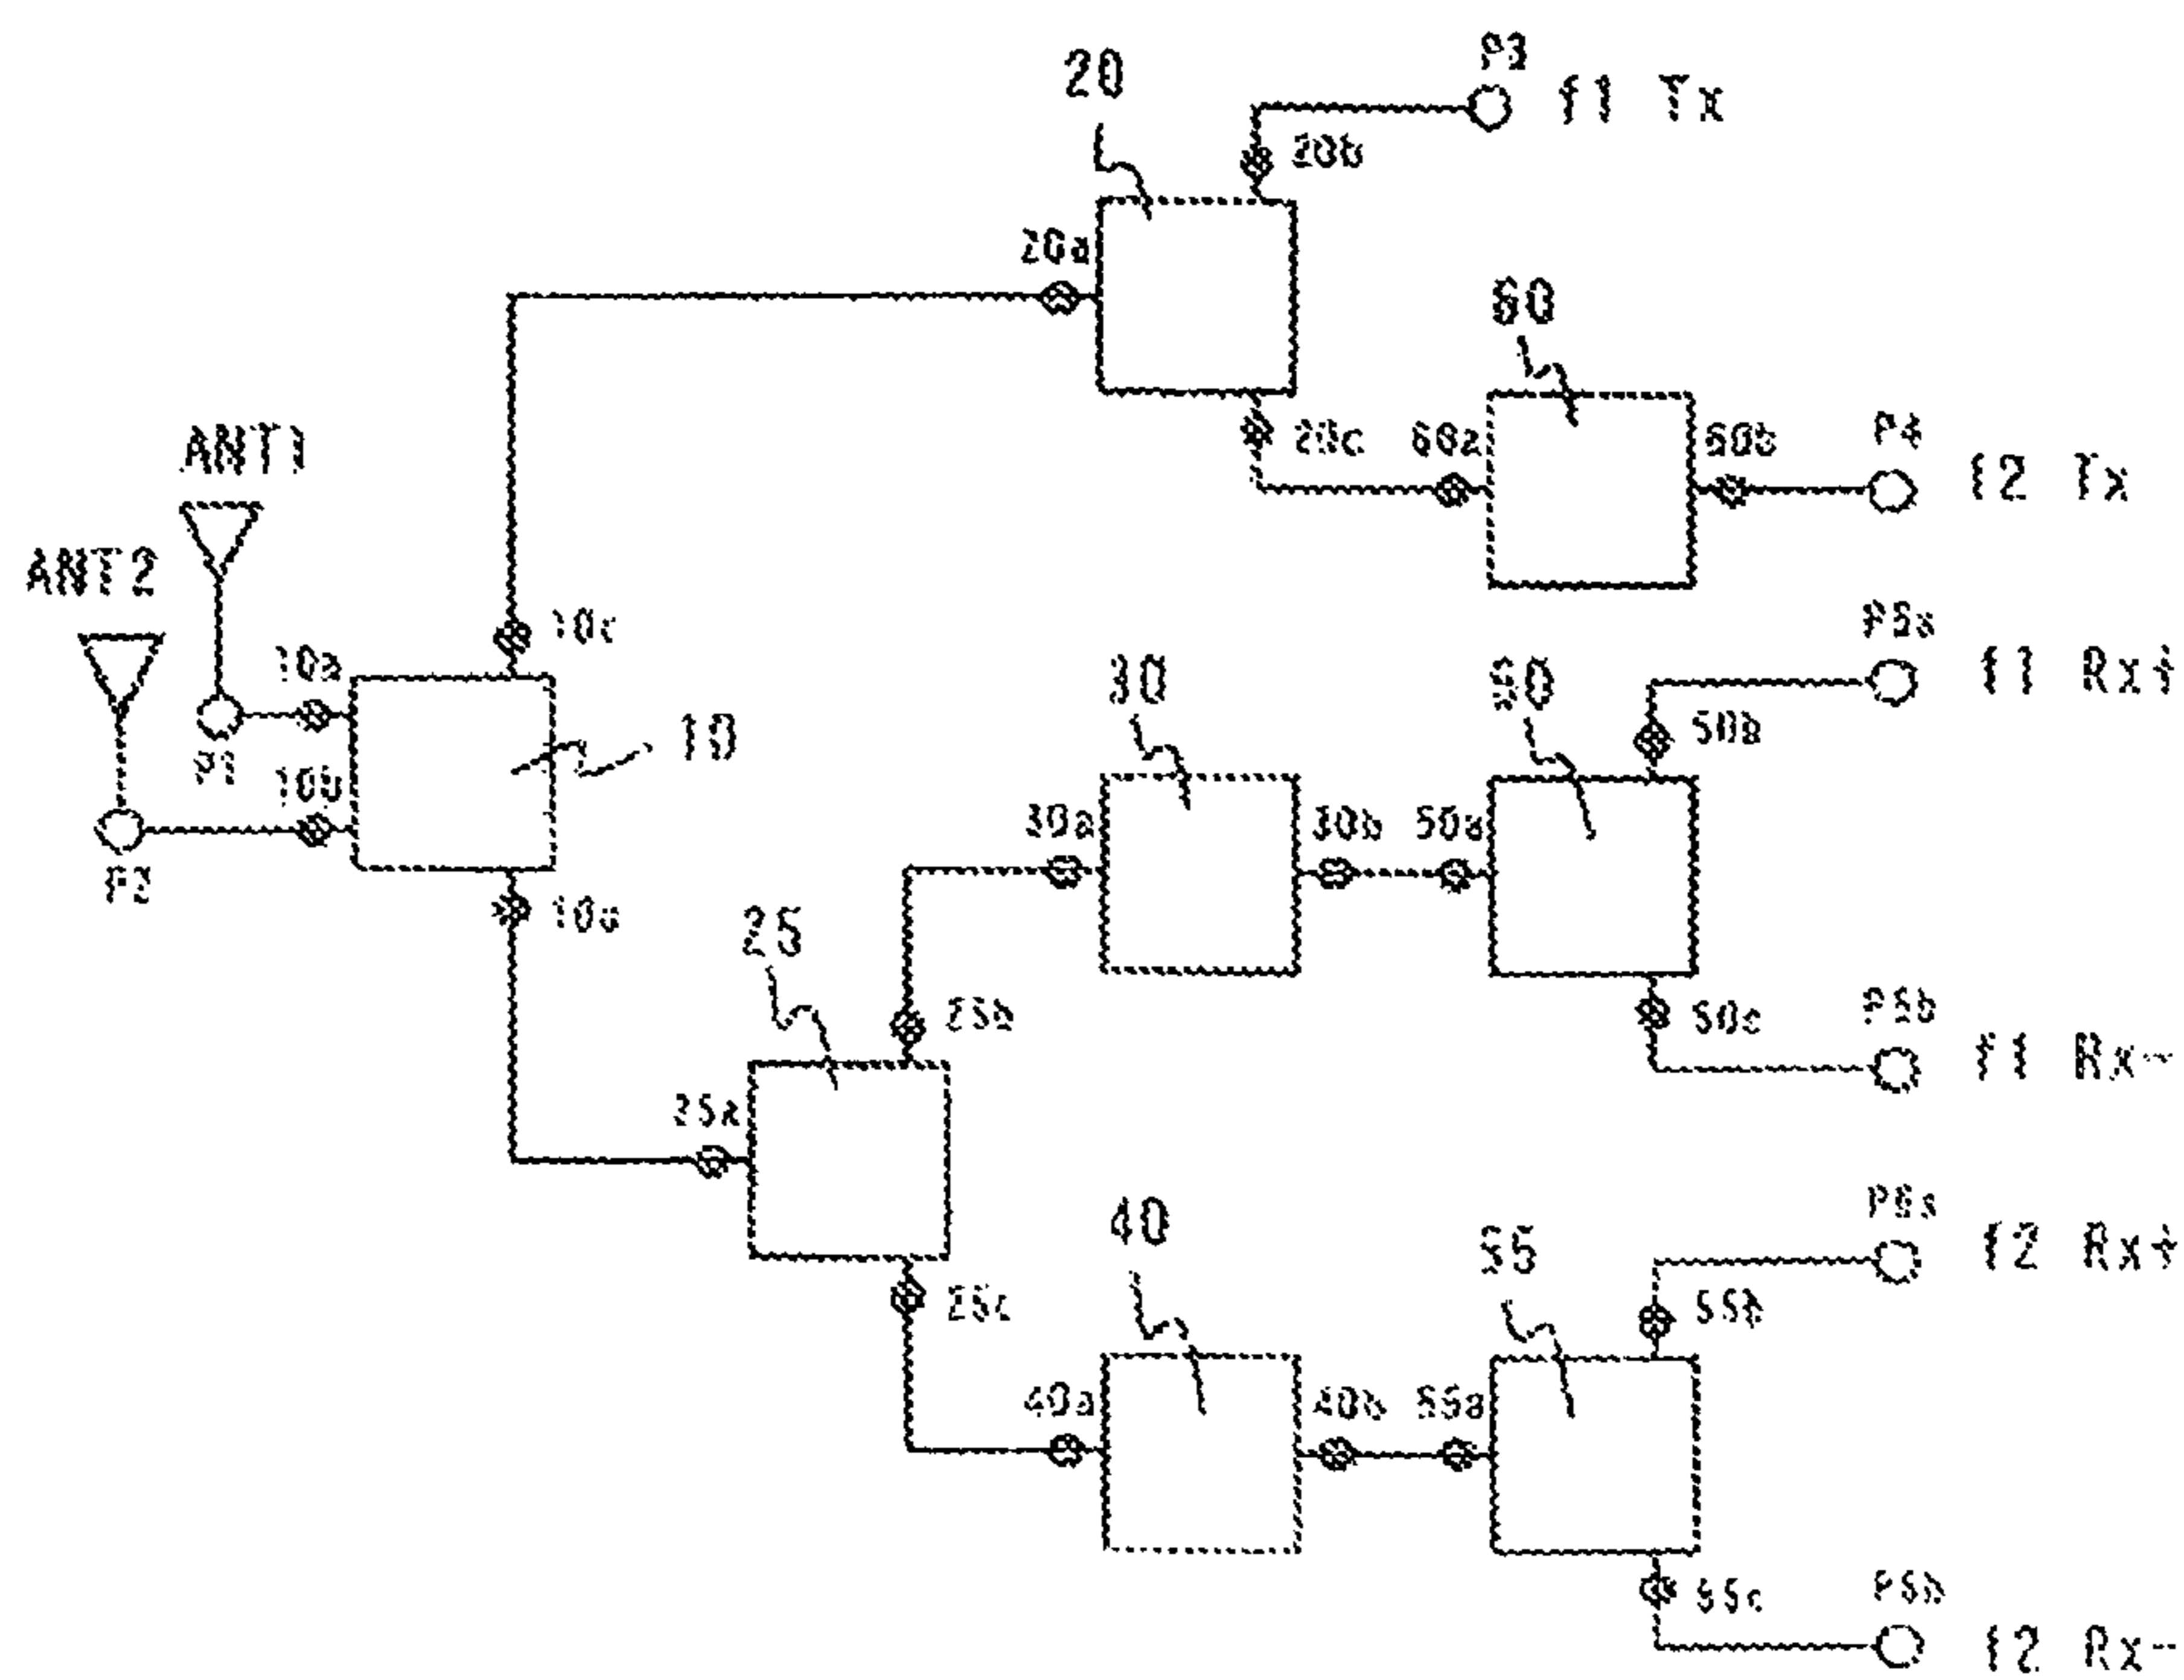 P3
20
f1 Tx
20b
20a
60
ANT1
20c
60a
60b
P4
f2 Tx
ANT2
10c
P5a
10a
30
50
f1 Rx+
10
50b
P1
10b
30a
30b
50a
P2
25
50c
P5b
25b
f1 Rx-
25a
40
55
P6a
f2 Rx+
25c
55b
40a
40b
55a
55c
P6b
f2 Rx-